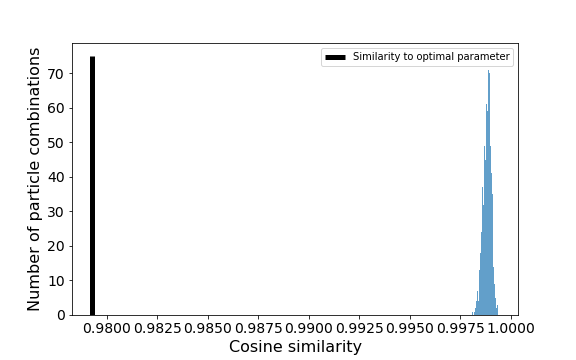 Similarity to optimal parameter
Number of particle combinations
70
60
50
40
30
20
10
0
0.9800 0.9825 0.9850 0.9875 0.9900 0.9925 0.9950 0.9975 1.0000
Cosine similarity